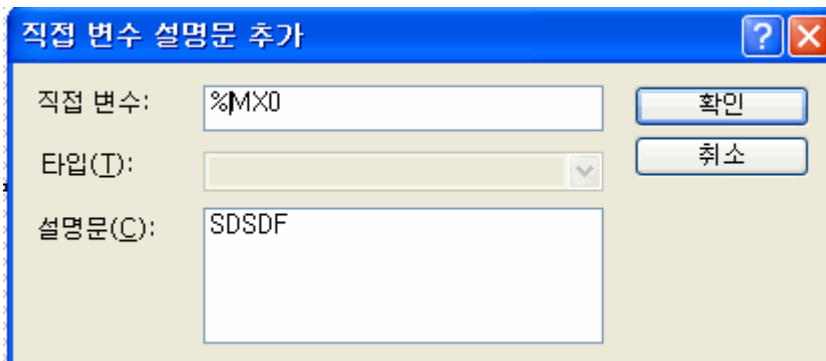 직접 변수 설명문 추가
직접 변수: %MX0 확인
타입(T): 취소
설명문(C): SDSDF